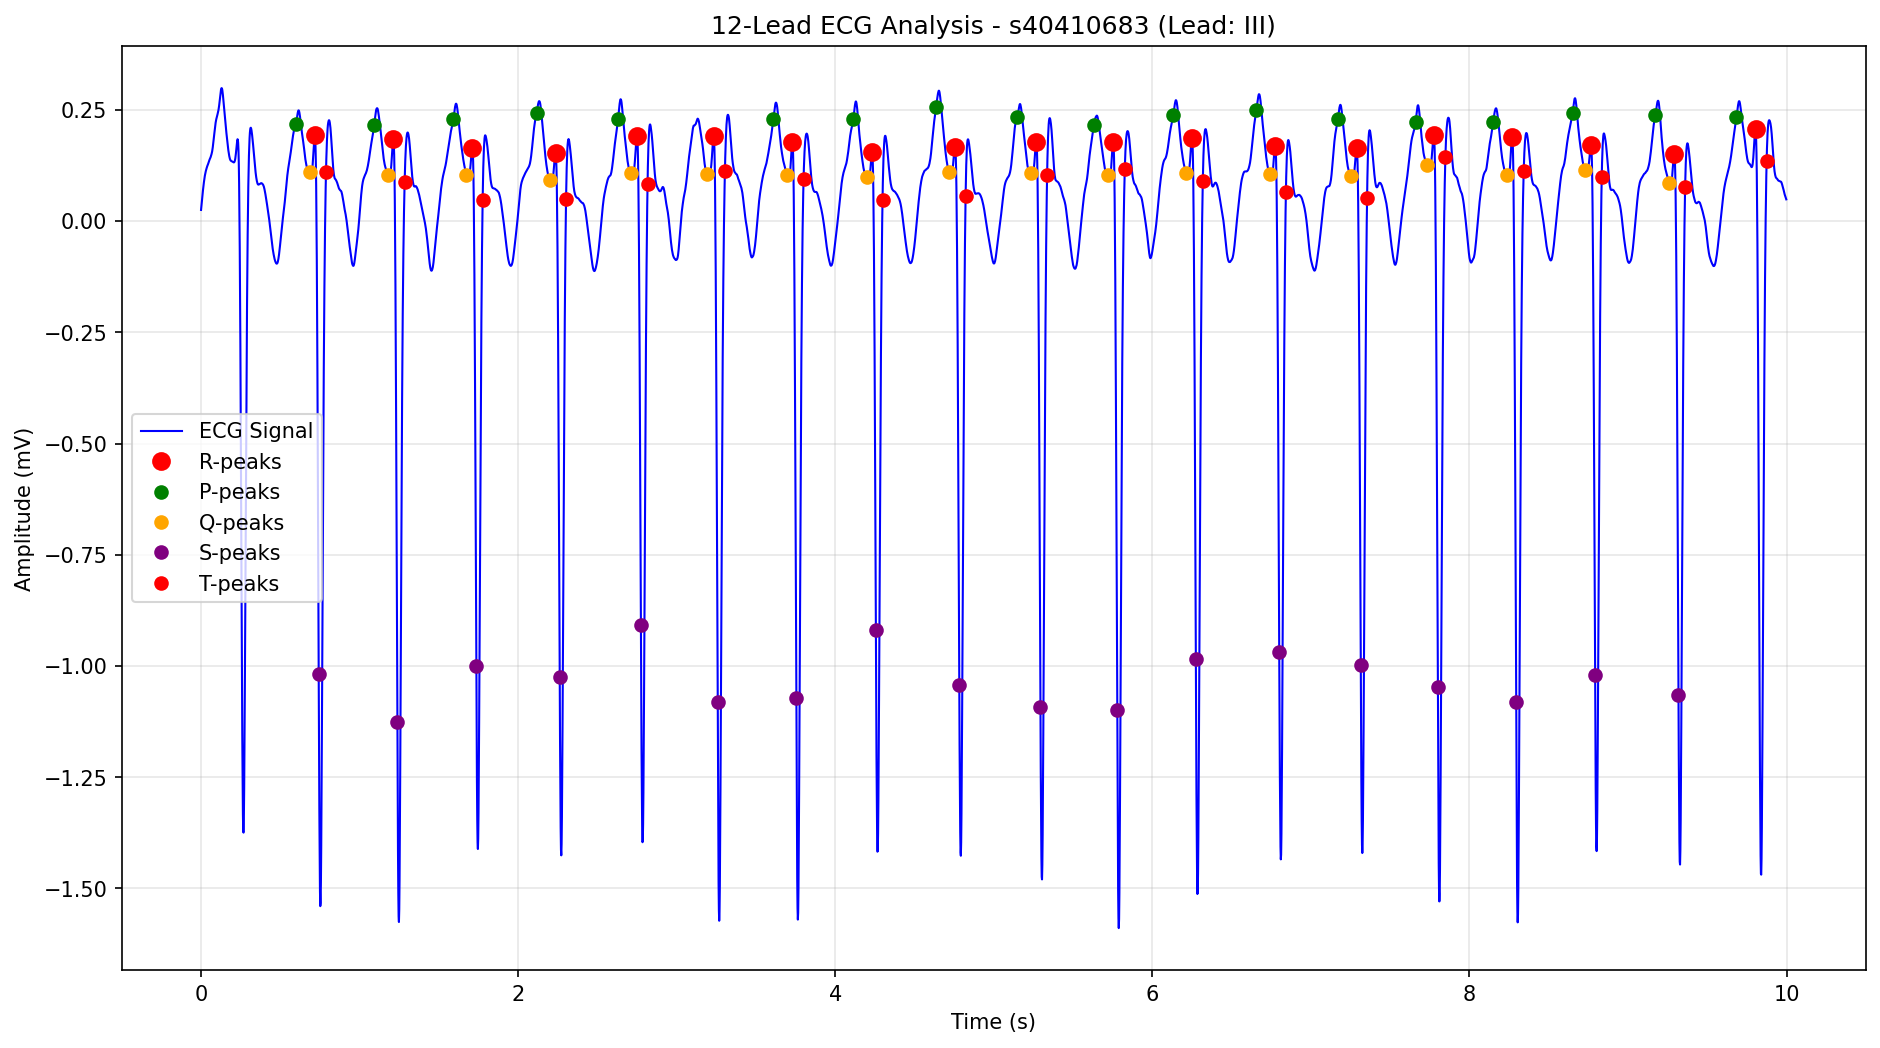 12-Lead ECG Analysis - s40410683 (Lead: III)
Amplitude (mV)
0.25
0.00
−0.25
−0.50
−0.75
−1.00
−1.25
−1.50
ECG Signal
R-peaks
P-peaks
Q-peaks
S-peaks
T-peaks
0 2 4 6 8 10
Time (s)